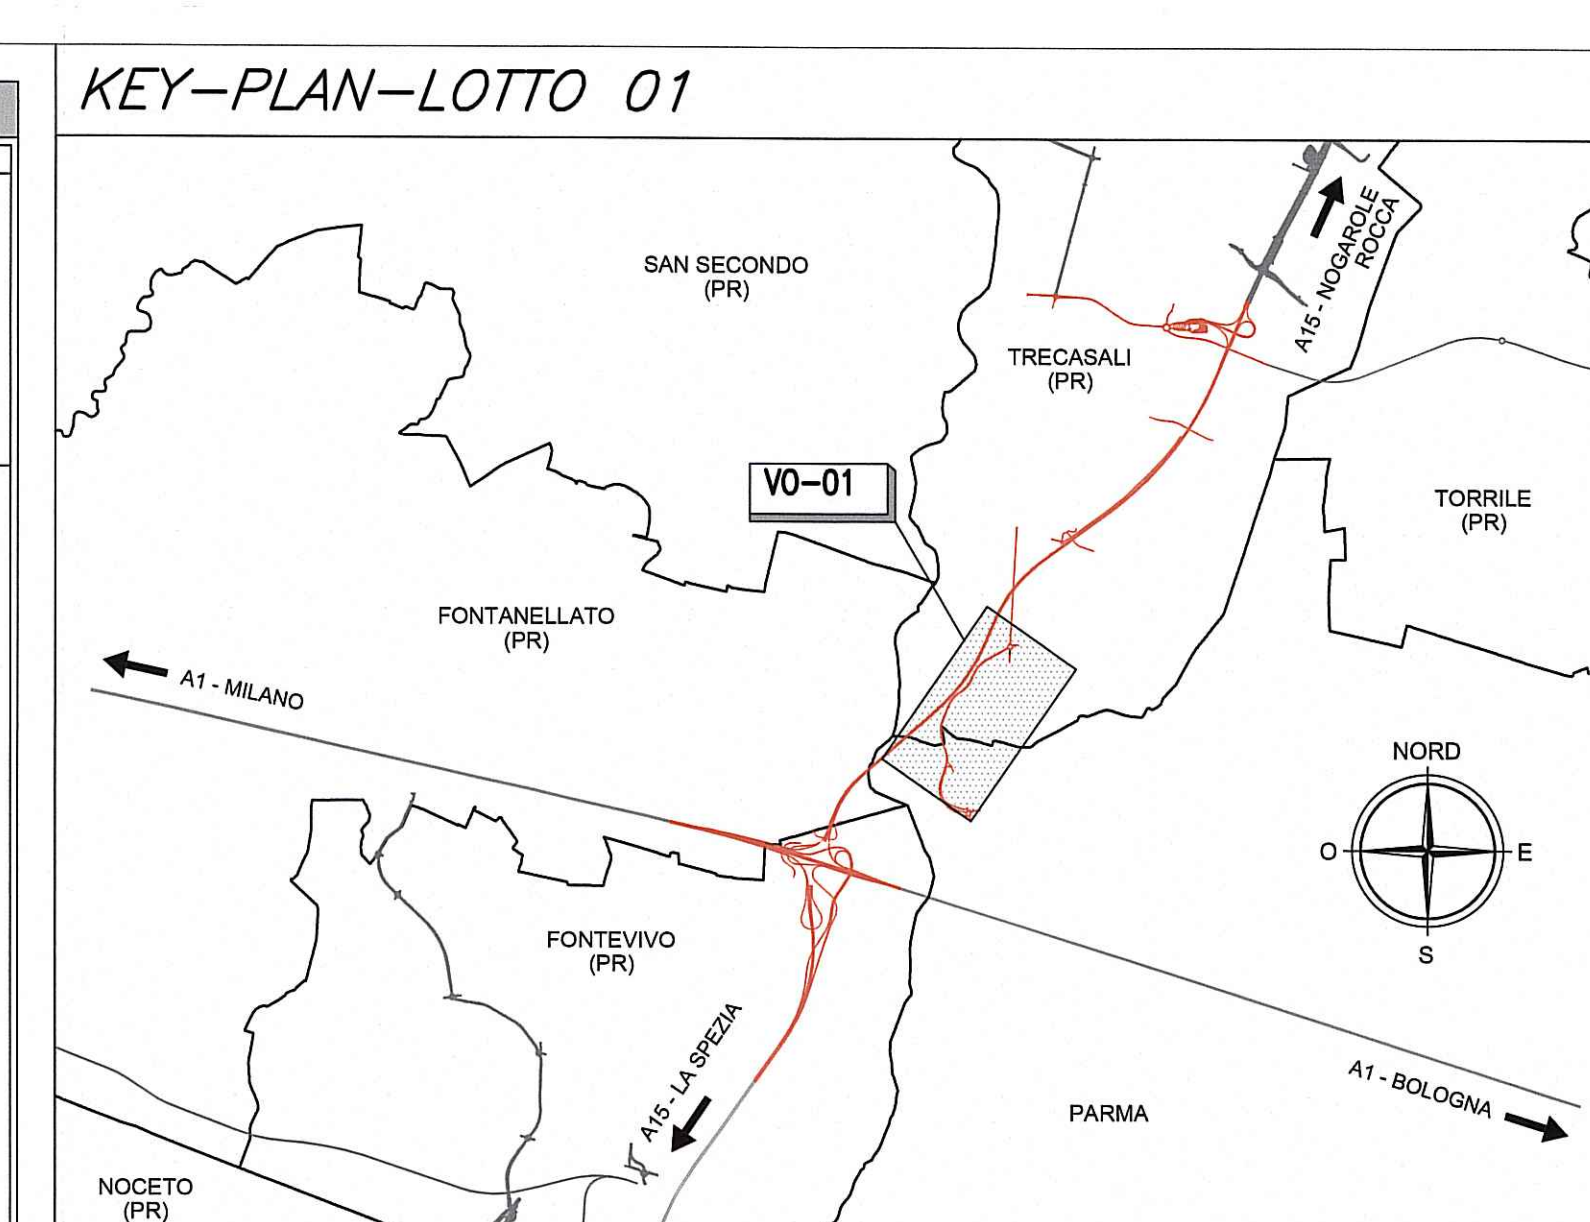 KEY-PLAN-LOTTO 01
SAN SECONDO
(PR)
A15 - NOGAROLE
ROCCA
TRECASALI
(PR)
VO-01
TORRILE
(PR)
FONTANELLATO
(PR)
A1 - MILANO
NORD
O
E
S
FONTEVIVO
(PR)
A15 - LA SPEZIA
A1 - BOLOGNA
PARMA
NOCETO
(PR)